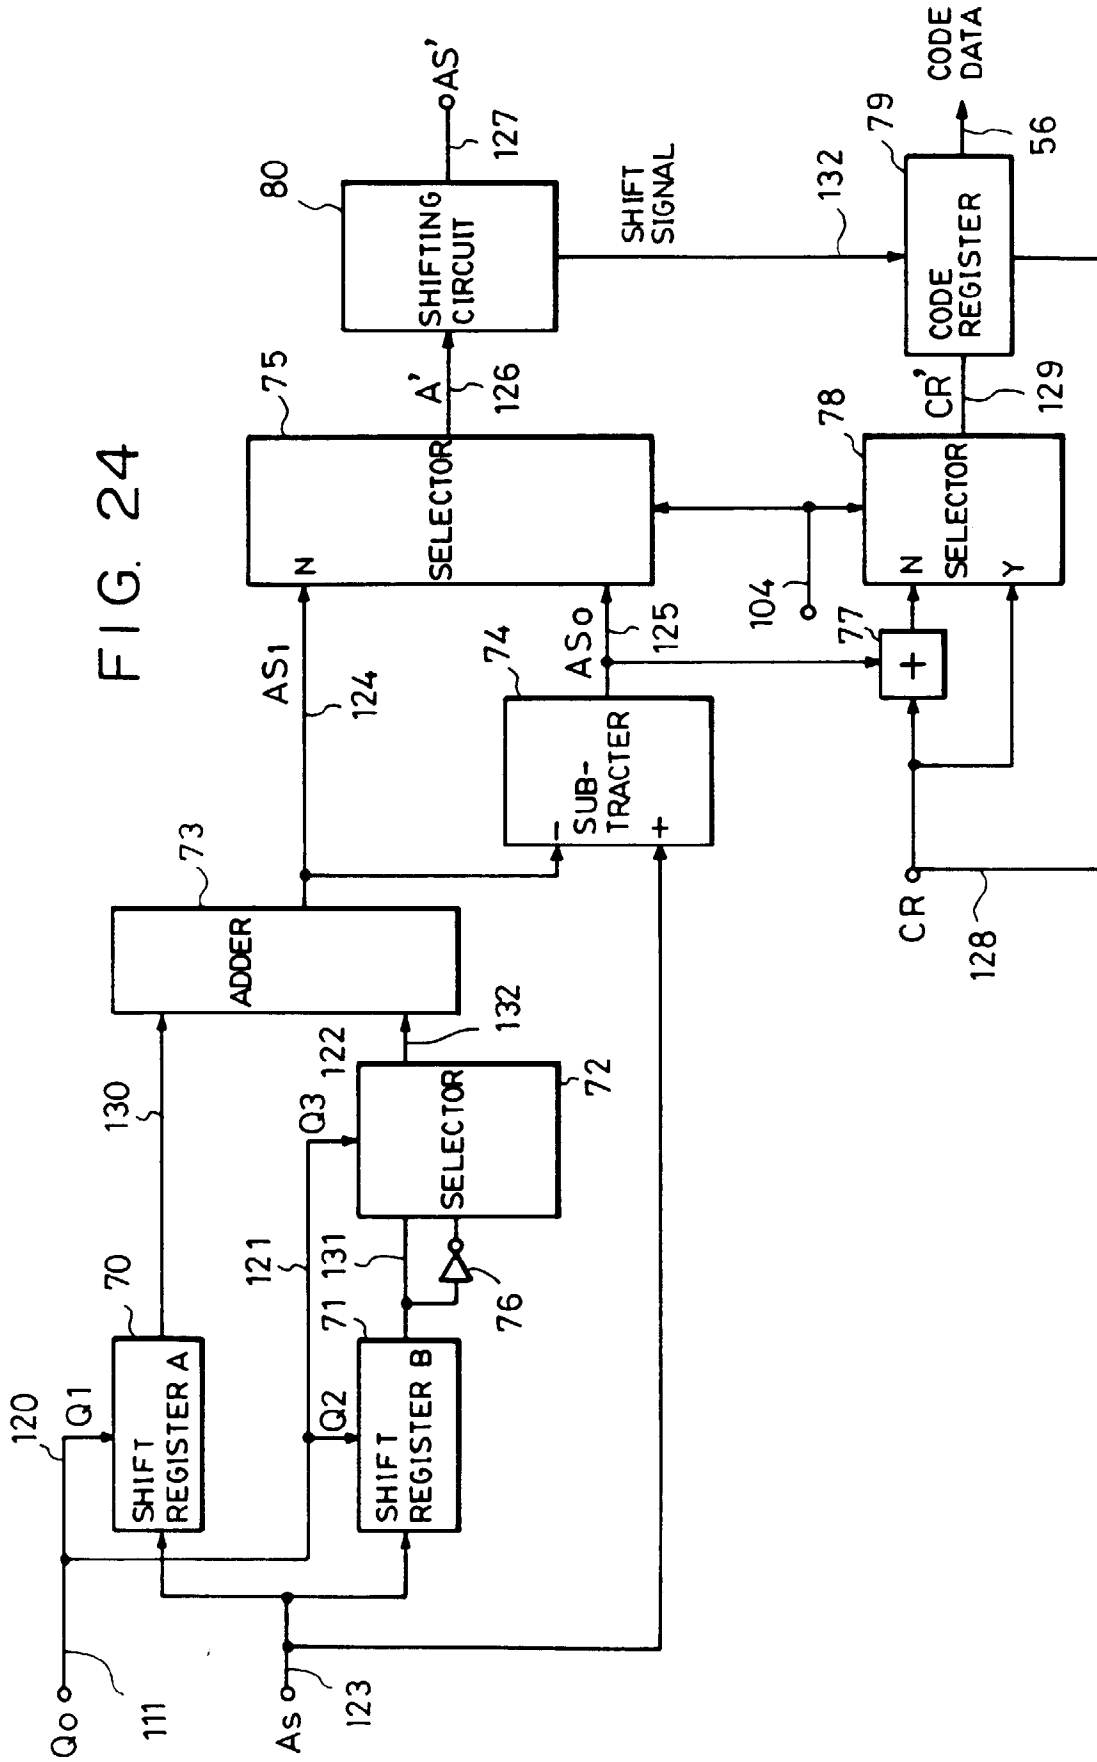 FIG. 24
Qo
111
120
Q1
SHIFT
REGISTER A
70
130
ADDER
73
AS1
124
N
SELECTOR
75
A'
126
SHIFTING
CIRCUIT
80
AS'
127
As
123
121
Q2
SHIFT
REGISTER B
71
131
76
Q3
122
SELECTOR
72
132
-
SUB-
TRACTER
+
74
ASo
125
104
SHIFT
SIGNAL
132
CR
128
+
77
N
SELECTOR
Y
78
CR'
129
CODE
REGISTER
79
56
CODE
DATA